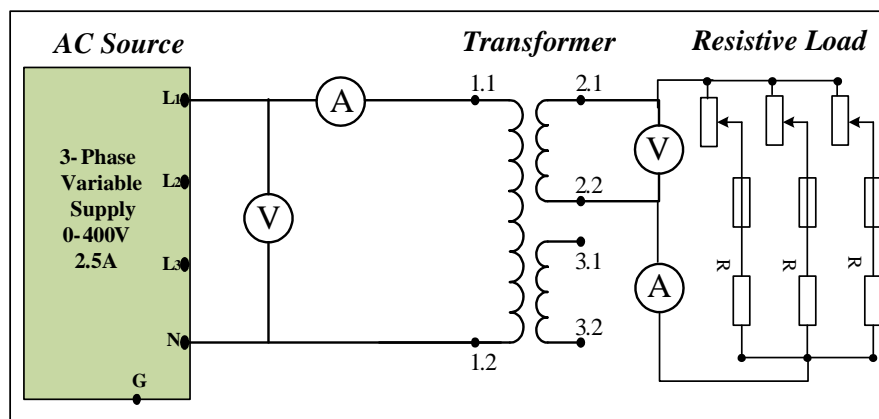 AC Source
Transformer
Resistive Load
L1
A
1.1
2.1
3-Phase
Variable
Supply
0-400V
2.5A
V
V
L2
2.2
L3
3.1
A
R
R
R
N
1.2
3.2
G